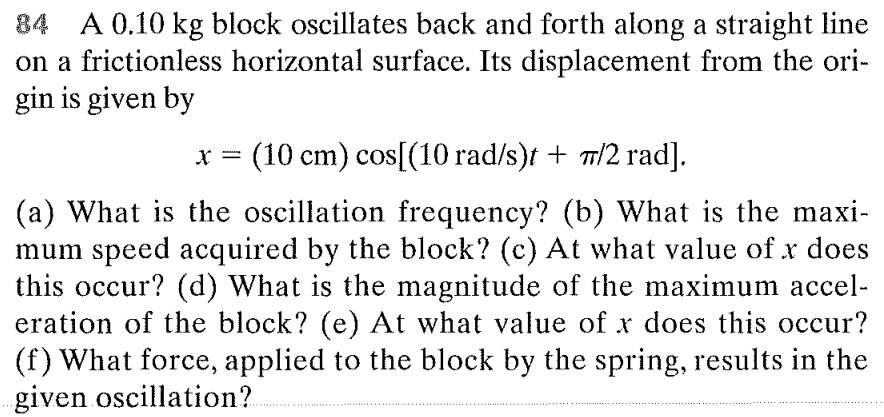 84 A 0.10 kg block oscillates back and forth along a straight line
on a frictionless horizontal surface. Its displacement from the ori-
gin is given by
x = (10 cm) cos[(10 rad/s)t + π/2 rad].
(a) What is the oscillation frequency? (b) What is the maxi-
mum speed acquired by the block? (c) At what value of x does
this occur? (d) What is the magnitude of the maximum accel-
eration of the block? (e) At what value of x does this occur?
(f) What force, applied to the block by the spring, results in the
given oscillation?